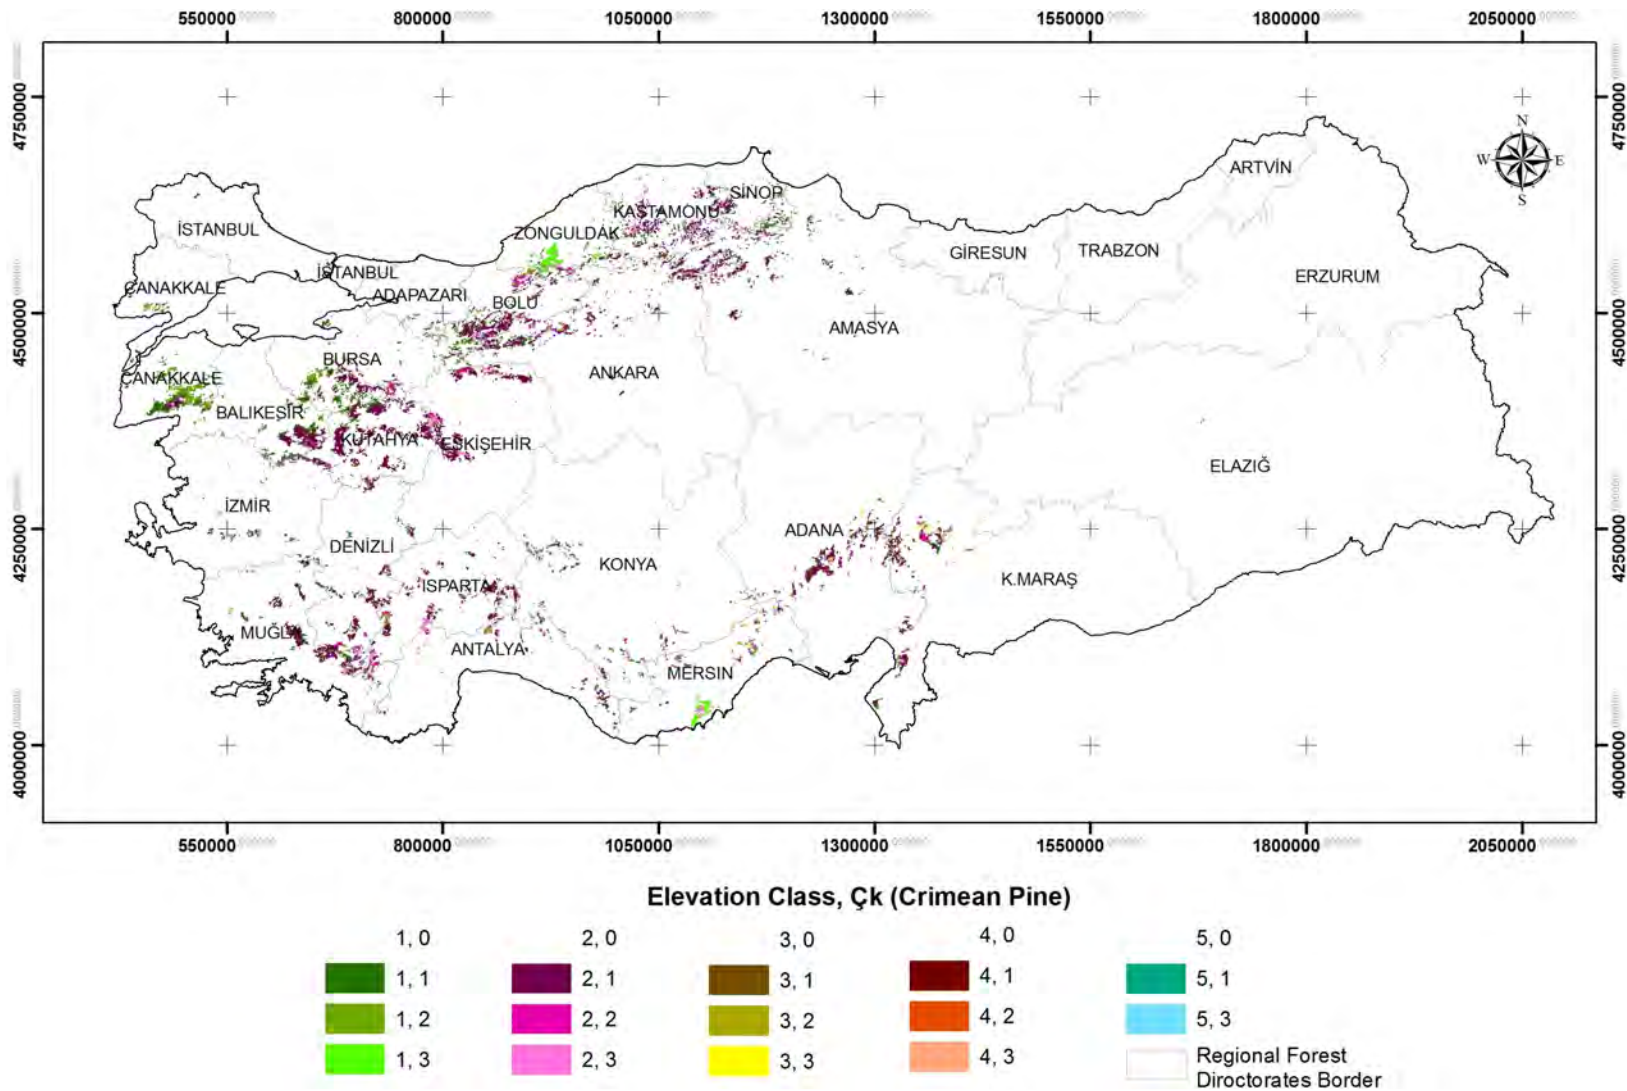 550000 800000 1050000 1300000 1550000 1800000 2050000
4750000 4750000
N
W E
S
ARTVİN
SİNOP
KASTAMONU
İSTANBUL
ZONGULDAK
GİRESUN
TRABZON
İSTANBUL
ERZURUM
ÇANAKKALE
ADAPAZARI
BOLU
4500000 4500000
AMASYA
BURSA
ANKARA
ÇANAKKALE
BALIKESİR
KÜTAHYA
ESKİŞEHİR
ELAZIĞ
İZMİR
4250000 4250000
ADANA
DENİZLİ
KONYA
K.MARAŞ
ISPARTA
MUĞLA
ANTALYA
MERSIN
4000000 4000000
550000 800000 1050000 1300000 1550000 1800000 2050000
Elevation Class, Çk (Crimean Pine)
1, 0 2, 0 3, 0 4, 0 5, 0
1, 1 2, 1 3, 1 4, 1 5, 1
1, 2 2, 2 3, 2 4, 2 5, 3
1, 3 2, 3 3, 3 4, 3 Regional Forest
Diroctorates Border